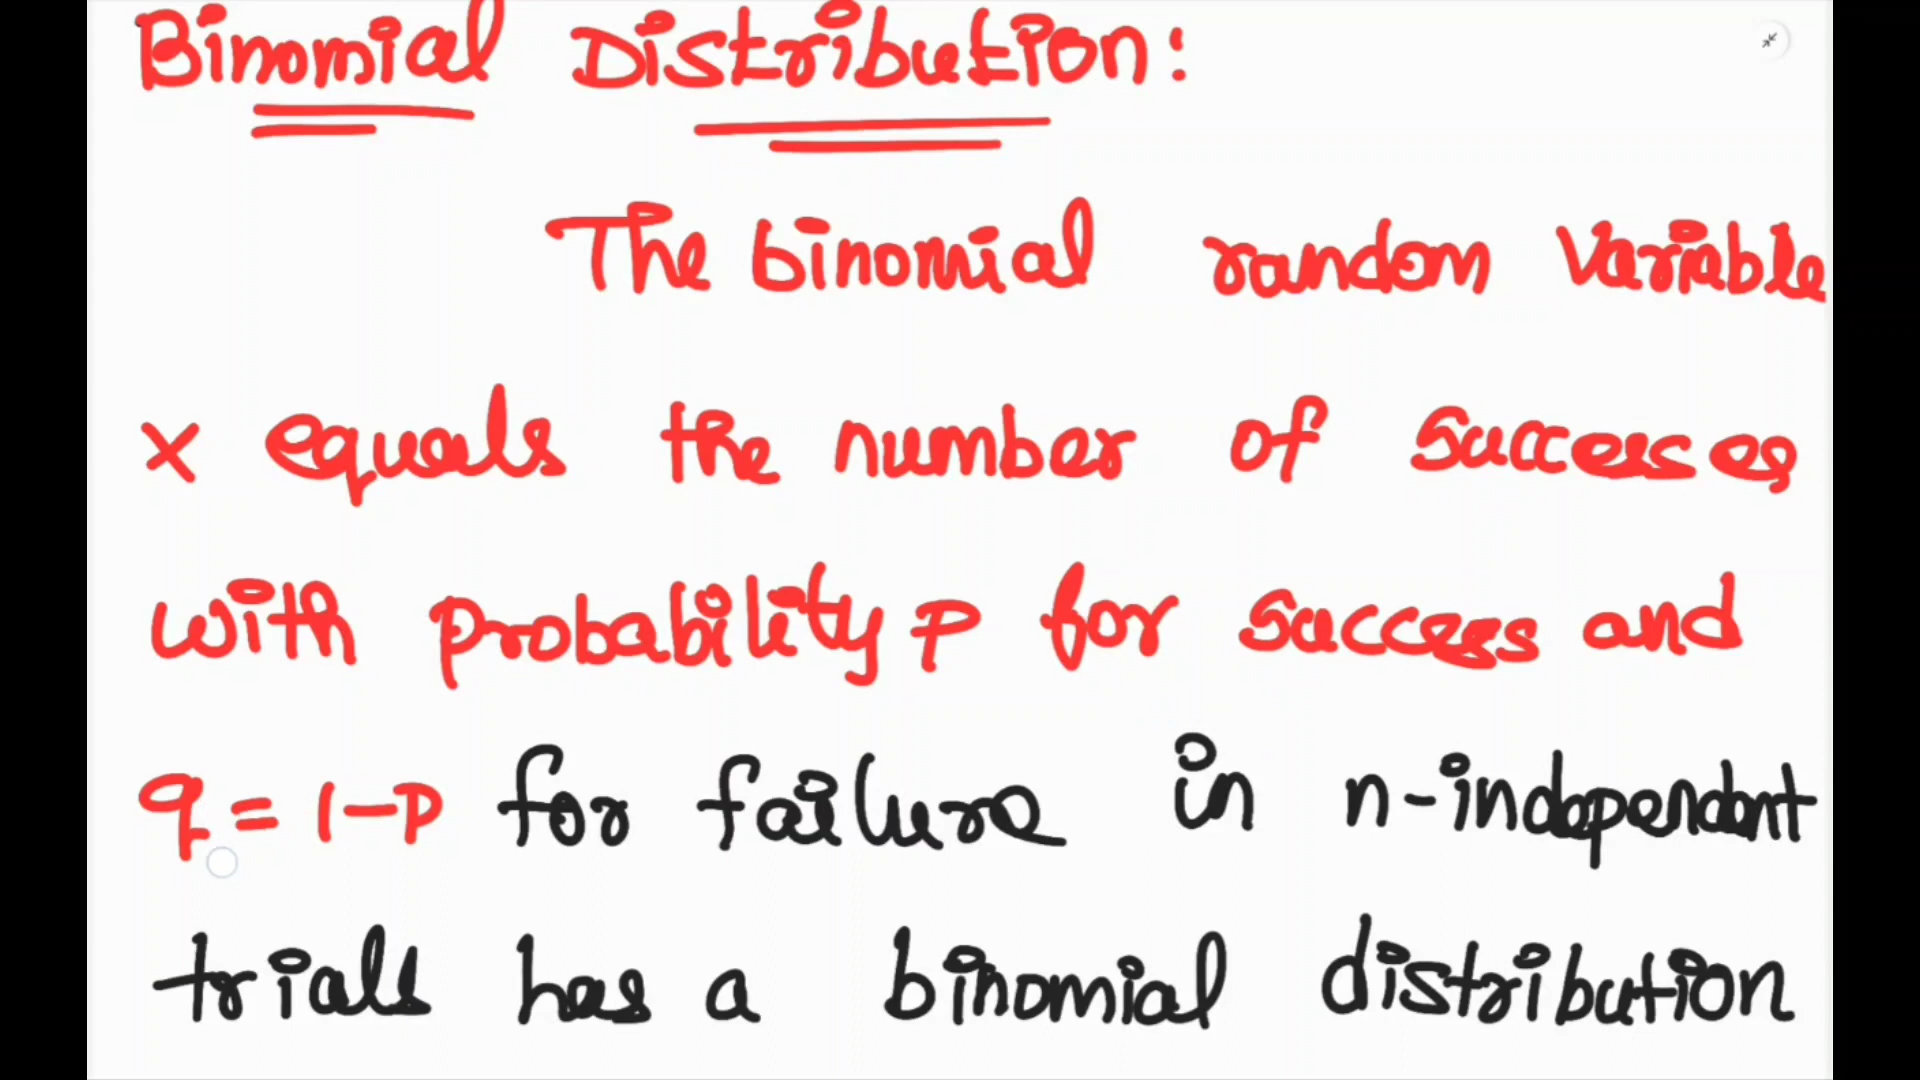 Binomial Distribution:
The binomial random variable
x equals the number of successes
with probability p for success and
q = 1-p for failure in n-independent
trials has a binomial distribution